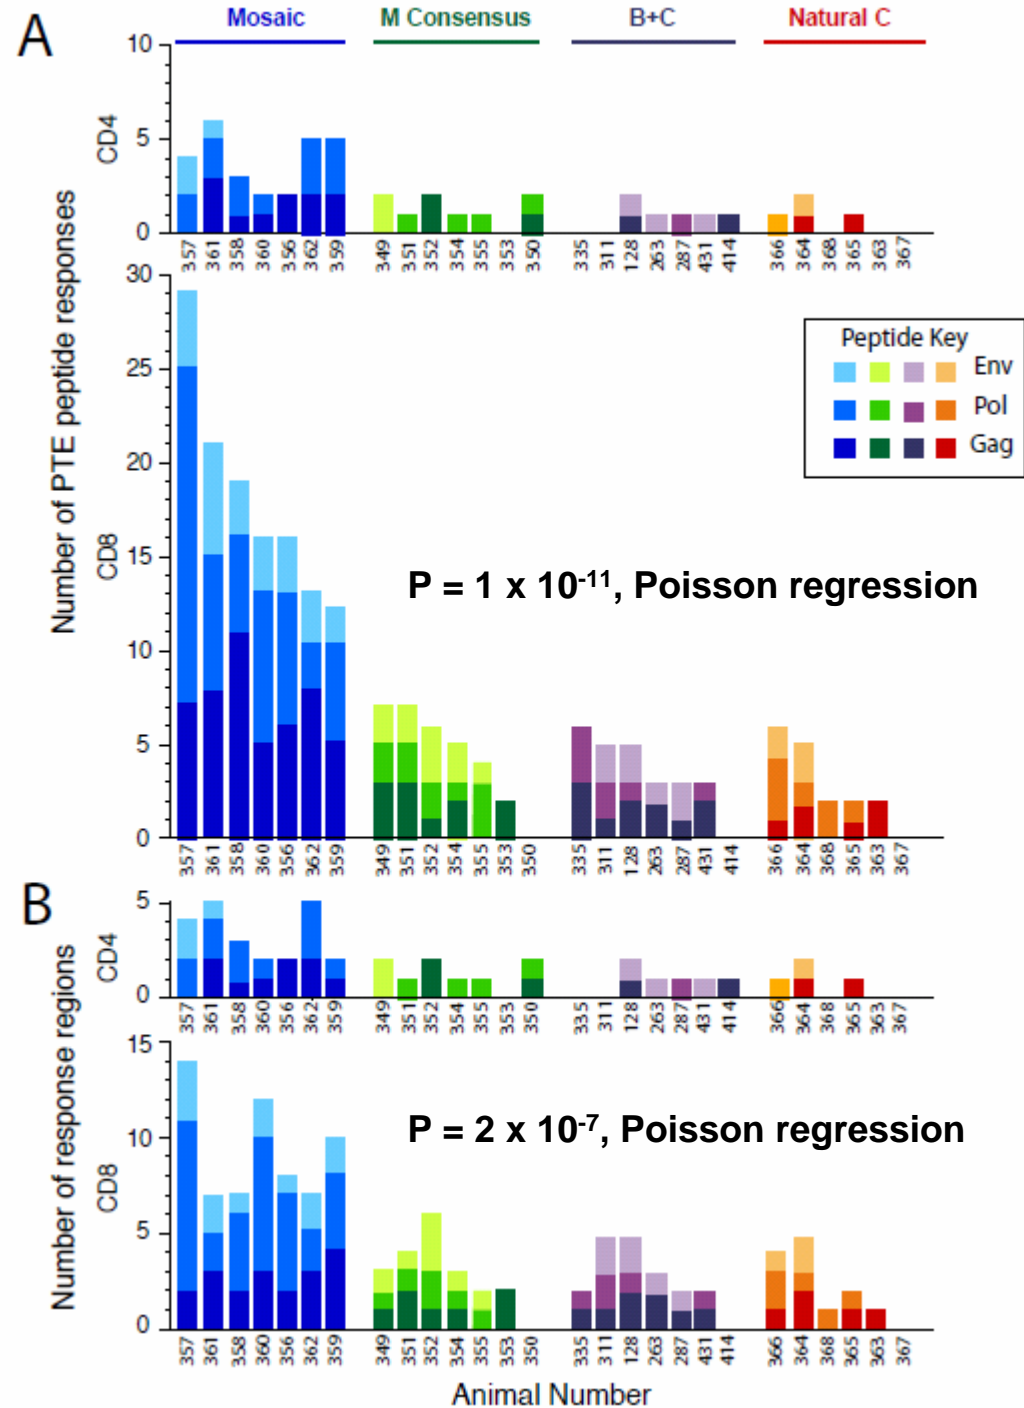 A
Mosaic M Consensus B+C Natural C
10
5
0
CD4
357 361 358 360 356 362 359 349 351 352 354 355 353 350 335 311 128 263 287 431 414 366 364 368 365 363 367
Number of PTE peptide responses
30
25
20
15
10
5
0
CD8
Peptide Key
Env
Pol
Gag
P = 1 x 10-11, Poisson regression
357 361 358 360 356 362 359 349 351 352 354 355 353 350 335 311 128 263 287 431 414 366 364 368 365 363 367
B
5
0
CD4
357 361 358 360 356 362 359 349 351 352 354 355 353 350 335 311 128 263 287 431 414 366 364 368 365 363 367
Number of response regions
15
10
5
0
CD8
P = 2 x 10-7, Poisson regression
357 361 358 360 356 362 359 349 351 352 354 355 353 350 335 311 128 263 287 431 414 366 364 368 365 363 367
Animal Number